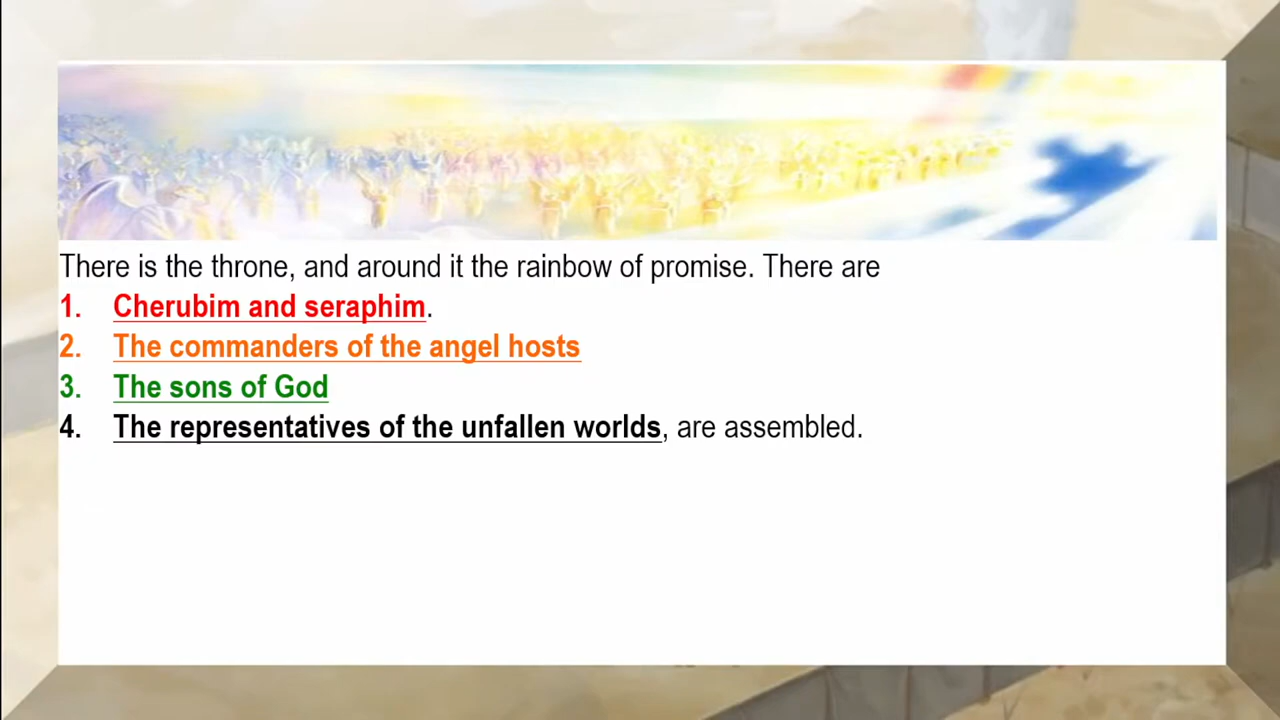 There is the throne, and around it the rainbow of promise. There are
1. Cherubim and seraphim.
2. The commanders of the angel hosts
3. The sons of God
4. The representatives of the unfallen worlds, are assembled.